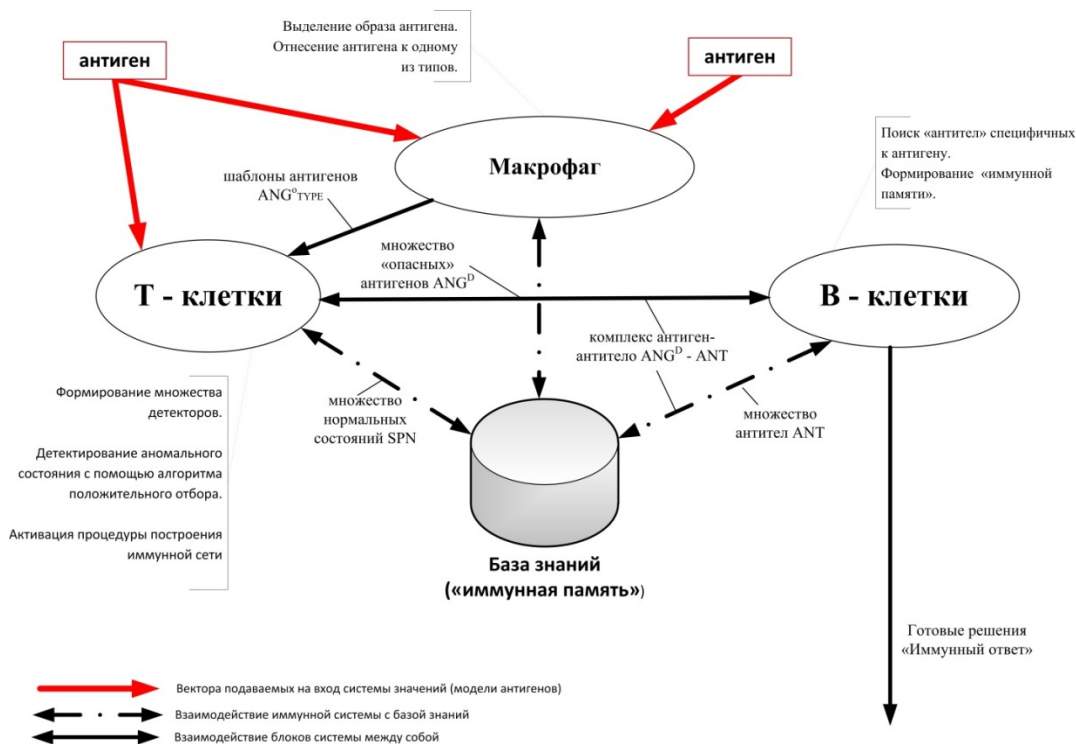 Выделение образа антигена.
Отнесение антигена к одному
из типов.
антиген
антиген
Макрофаг
Поиск «антител» специфичных
к антигену.
Формирование «иммунной
памяти».
шаблоны антигенов
ANG°TYPE
множество
«опасных»
антигенов ANGᴰ
Т - клетки
В - клетки
комплекс антиген-
антитело ANGᴰ - ANT
множество
нормальных
состояний SPN
множество
антител ANT
Формирование множества
детекторов.
Детектирование аномального
состояния с помощью алгоритма
положительного отбора.
Активация процедуры построения
иммунной сети
База знаний
(«иммунная память»)
Готовые решения
«Иммунный ответ»
Вектора подаваемых на вход системы значений (модели антигенов)
Взаимодействие иммунной системы с базой знаний
Взаимодействие блоков системы между собой